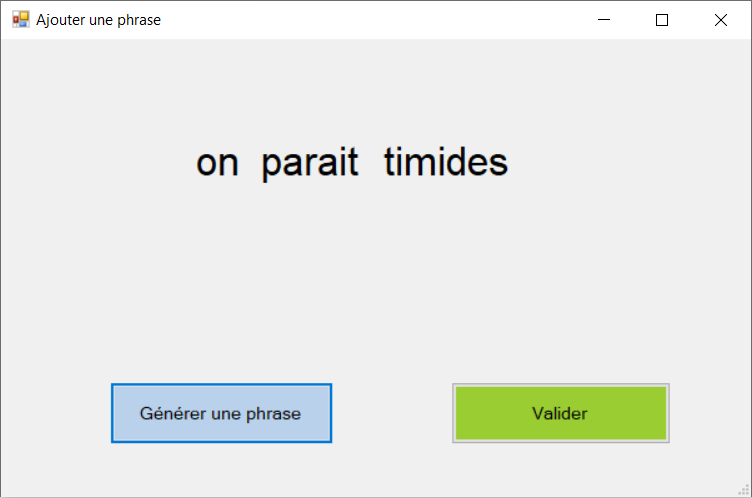 Ajouter une phrase
on parait timides
Générer une phrase
Valider